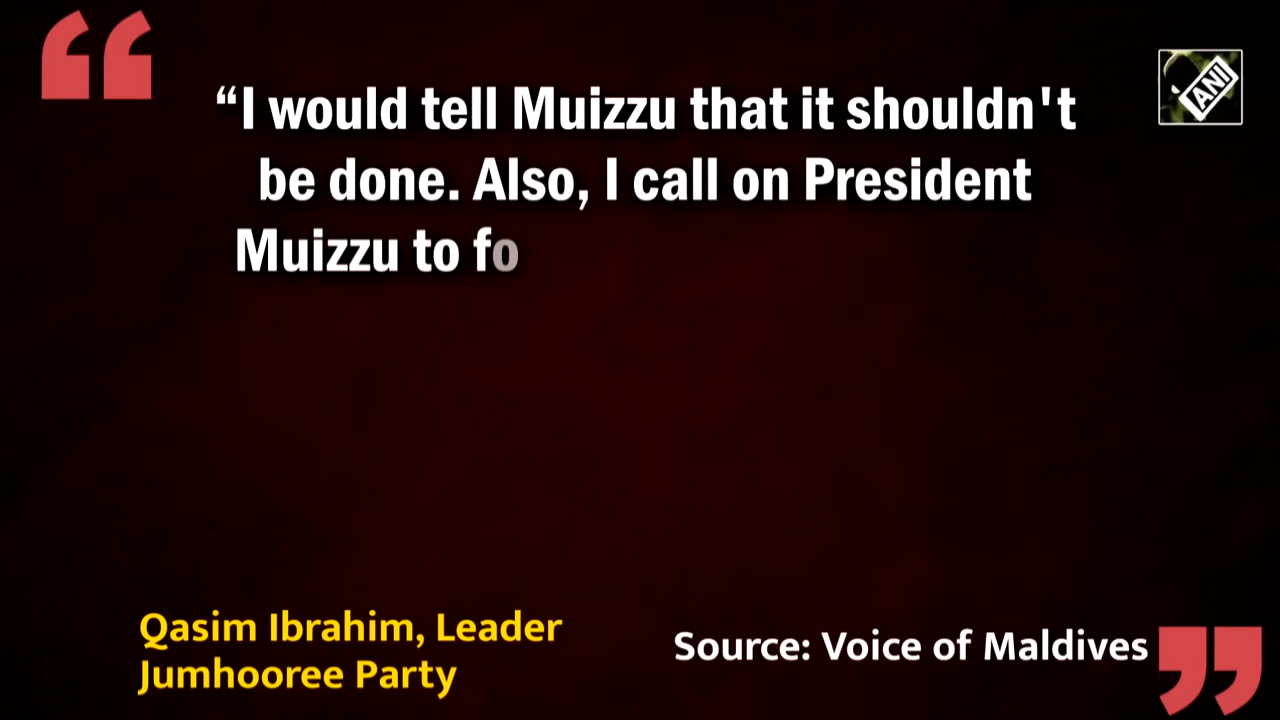 ANI
“I would tell Muizzu that it shouldn't
be done. Also, I call on President
Muizzu to fo
Qasim Ibrahim, Leader
Jumhooree Party
Source: Voice of Maldives